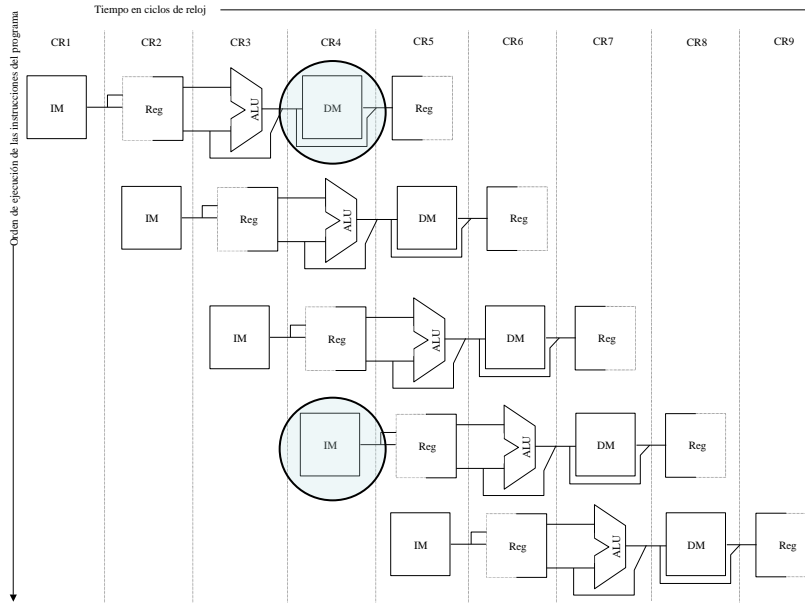 Tiempo en ciclos de reloj
Orden de ejecución de las instrucciones del programa
CR1 CR2 CR3 CR4 CR5 CR6 CR7 CR8 CR9
IM Reg ALU DM Reg
IM Reg ALU DM Reg
IM Reg ALU DM Reg
IM Reg ALU DM Reg
IM Reg ALU DM Reg